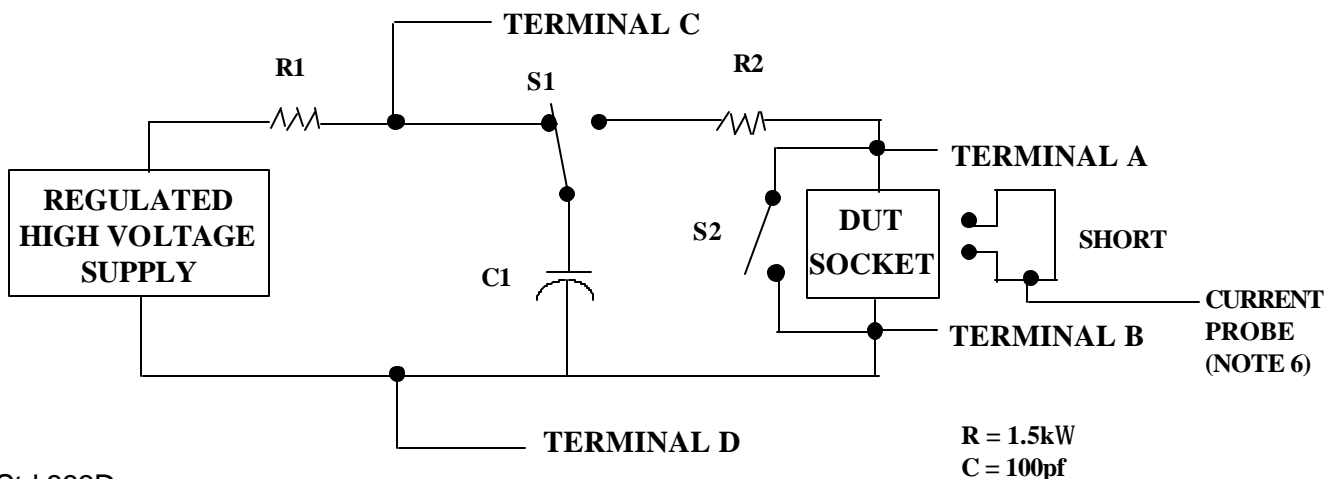 TERMINAL C
R1
S1
R2
TERMINAL A
REGULATED
HIGH VOLTAGE
SUPPLY
S2
DUT
SOCKET
SHORT
C1
CURRENT
PROBE
(NOTE 6)
TERMINAL B
TERMINAL D
R = 1.5kW
C = 100pf